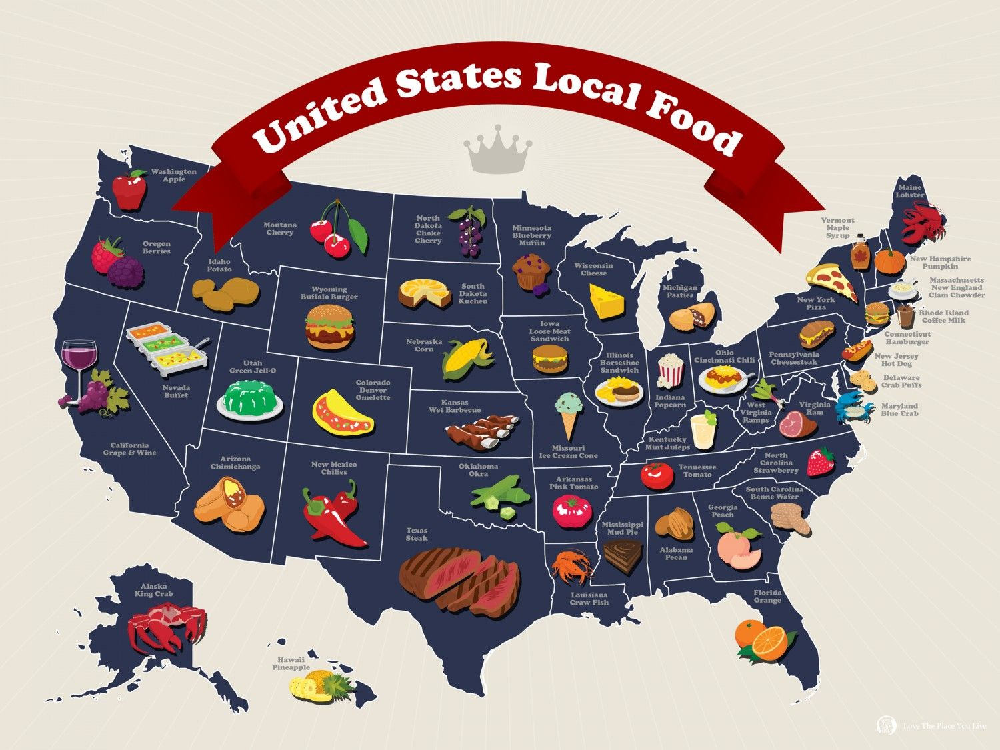 United States Local Food
Washington
Apple
Oregon
Berries
Idaho
Potato
Montana
Cherry
North
Dakota
Choke
Cherry
Minnesota
Blueberry
Muffin
Wisconsin
Cheese
Michigan
Pasties
Vermont
Maple
Syrup
Maine
Lobster
New Hampshire
Pumpkin
Massachusetts
New England
Clam Chowder
Rhode Island
Coffee Milk
Connecticut
Hamburger
New York
Pizza
New Jersey
Hot Dog
Delaware
Crab Puffs
Maryland
Blue Crab
Pennsylvania
Cheesesteak
Wyoming
Buffalo Burger
South
Dakota
Kuchen
Nebraska
Corn
Iowa
Loose Meat
Sandwich
Illinois
Horseshoe
Sandwich
Indiana
Popcorn
Ohio
Cincinnati Chili
West
Virginia
Ramps
Virginia
Ham
Nevada
Buffet
Utah
Green Jell-O
Colorado
Denver
Omelette
Kansas
Wet Barbecue
Missouri
Ice Cream Cone
Kentucky
Mint Juleps
California
Grape & Wine
Arizona
Chimichanga
New Mexico
Chilies
Oklahoma
Okra
Arkansas
Pink Tomato
Tennessee
Tomato
North
Carolina
Strawberry
South Carolina
Benne Wafer
Texas
Steak
Mississippi
Mud Pie
Alabama
Pecan
Georgia
Peach
Louisiana
Craw Fish
Florida
Orange
Alaska
King Crab
Hawaii
Pineapple
Love The Place You Live